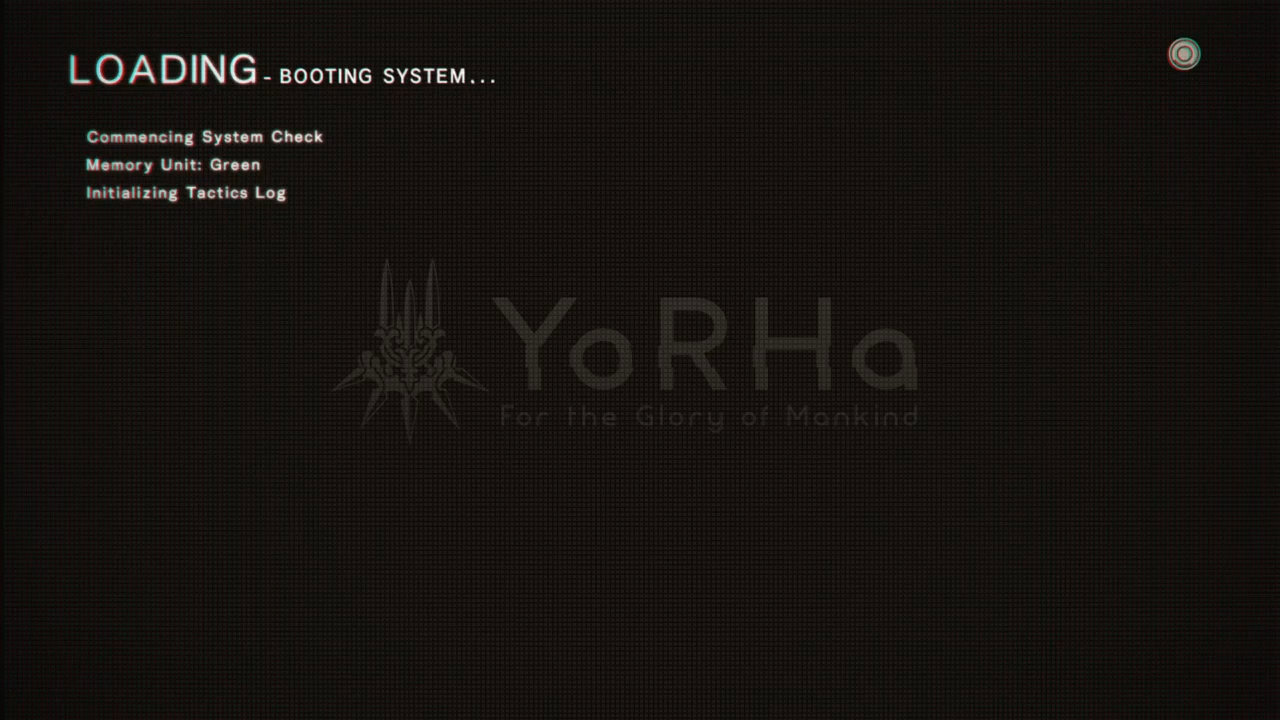 LOADING - BOOTING SYSTEM...
Commencing System Check
Memory Unit: Green
Initializing Tactics Log
YoRHa
For the Glory of Mankind